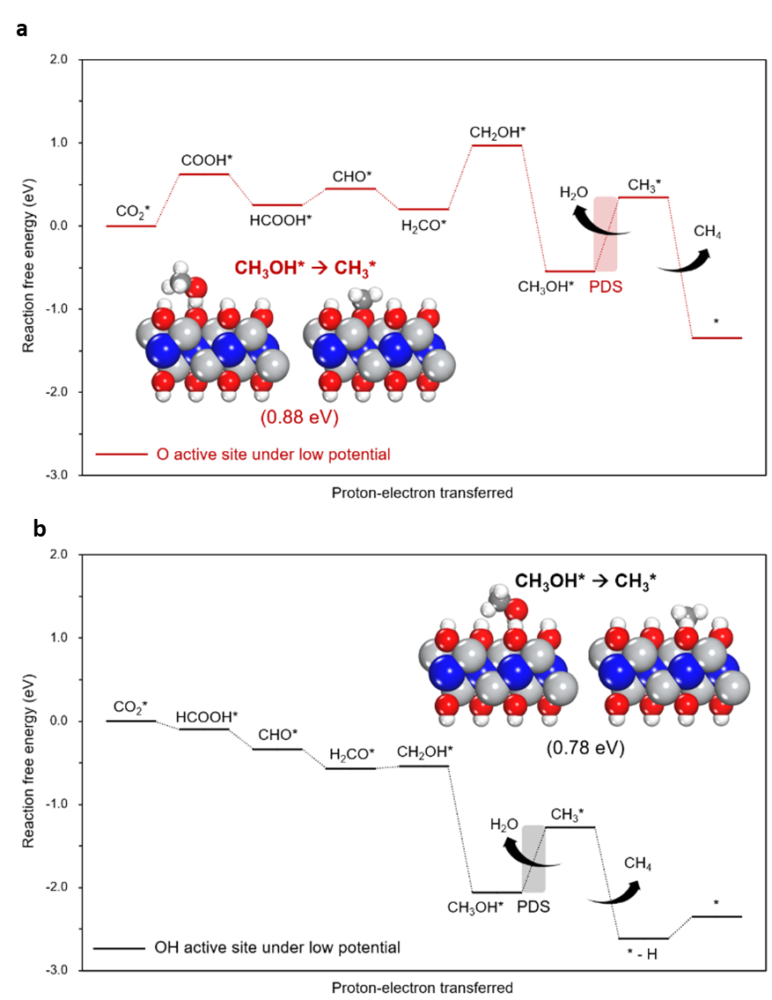 a
2.0
1.0
0.0
-1.0
-2.0
-3.0
Reaction free energy (eV)
CO₂*
COOH*
HCOOH*
CHO*
H₂CO*
CH₂OH*
CH₃OH*
PDS
H₂O
CH₃*
CH₄
*
CH₃OH* → CH₃*
(0.88 eV)
O active site under low potential
Proton-electron transferred
b
2.0
1.0
0.0
-1.0
-2.0
-3.0
Reaction free energy (eV)
CH₃OH* → CH₃*
(0.78 eV)
CO₂*
HCOOH*
CHO*
H₂CO*
CH₂OH*
CH₃OH*
PDS
H₂O
CH₃*
CH₄
* - H
*
OH active site under low potential
Proton-electron transferred